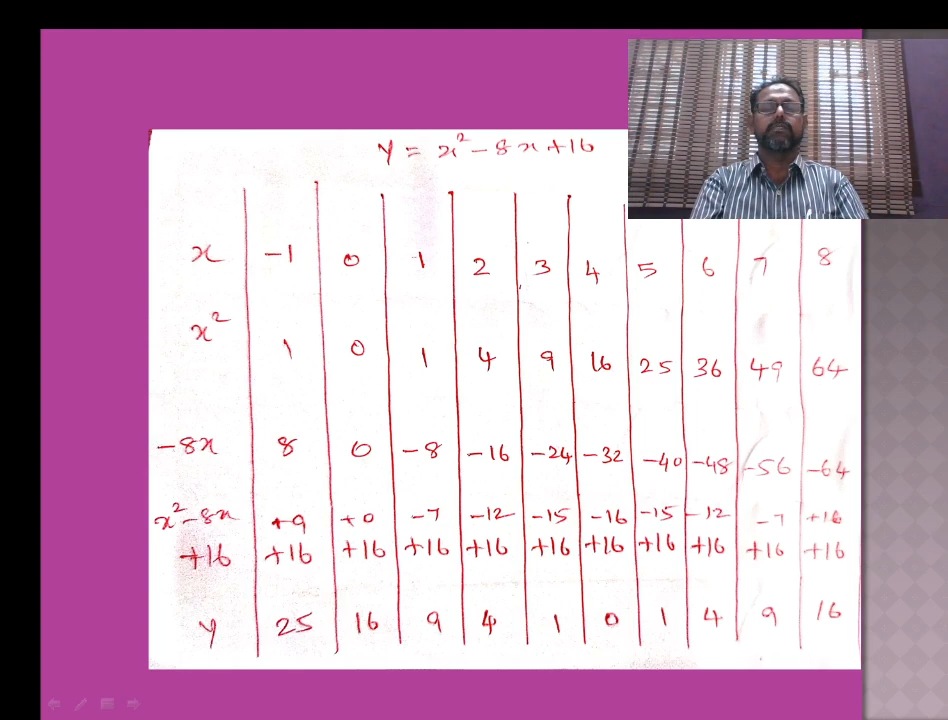 y = x² - 8x + 16
x -1 0 1 2 3 4 5 6 7 8
x² 1 0 1 4 9 16 25 36 49 64
-8x 8 0 -8 -16 -24 -32 -40 -48 -56 -64
x²-8x +9 +0 -7 -12 -15 -16 -15 -12 -7 +16
+16 +16 +16 +16 +16 +16 +16 +16 +16 +16 +16
y 25 16 9 4 1 0 1 4 9 16